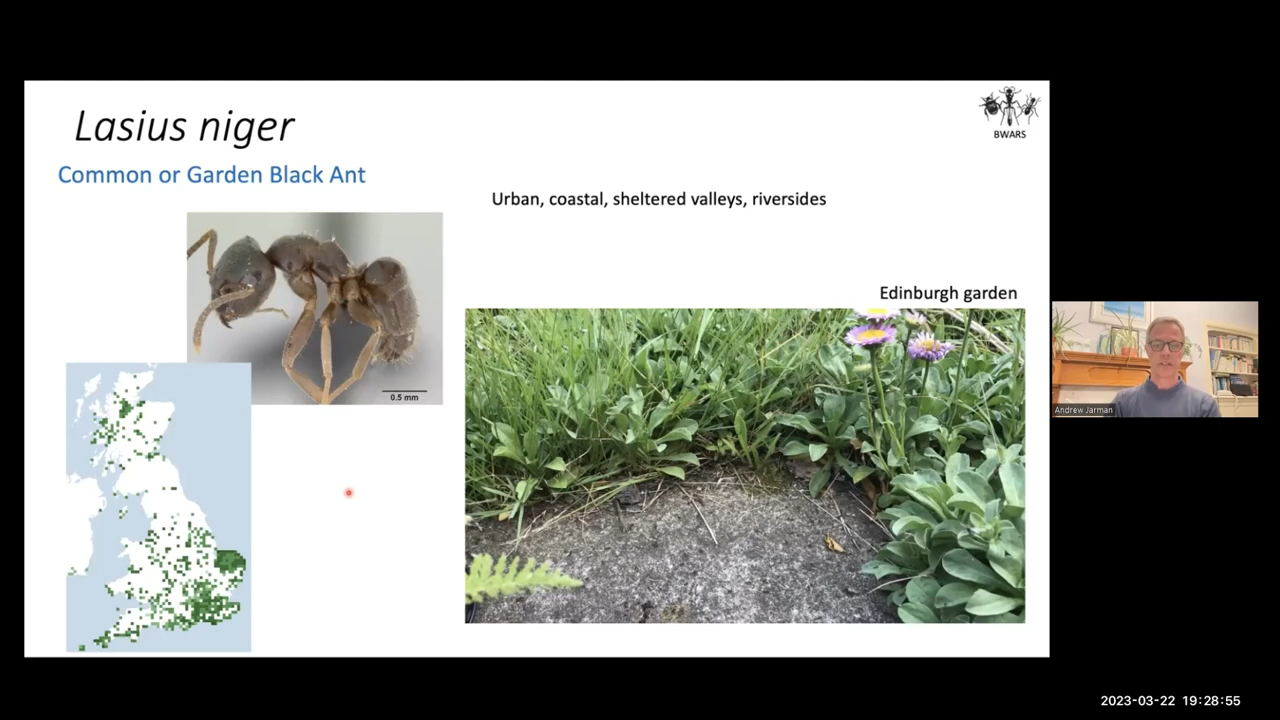 Lasius niger
BWARS
Common or Garden Black Ant
Urban, coastal, sheltered valleys, riversides
Edinburgh garden
0.5 mm
Andrew Jarman
2023-03-22 19:28:55